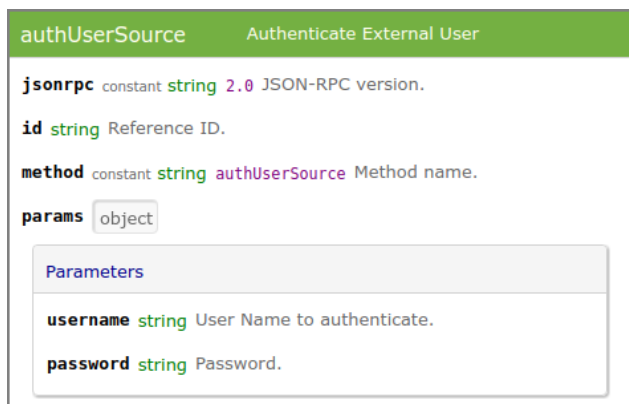 authUserSource Authenticate External User
jsonrpc constant string 2.0 JSON-RPC version.
id string Reference ID.
method constant string authUserSource Method name.
params object
Parameters
username string User Name to authenticate.
password string Password.